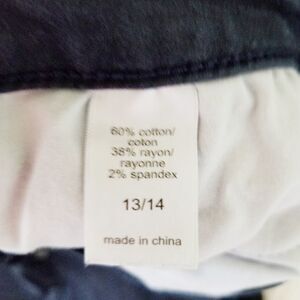 60% cotton/
coton
38% rayon/
rayonne
2% spandex
13/14
made in china